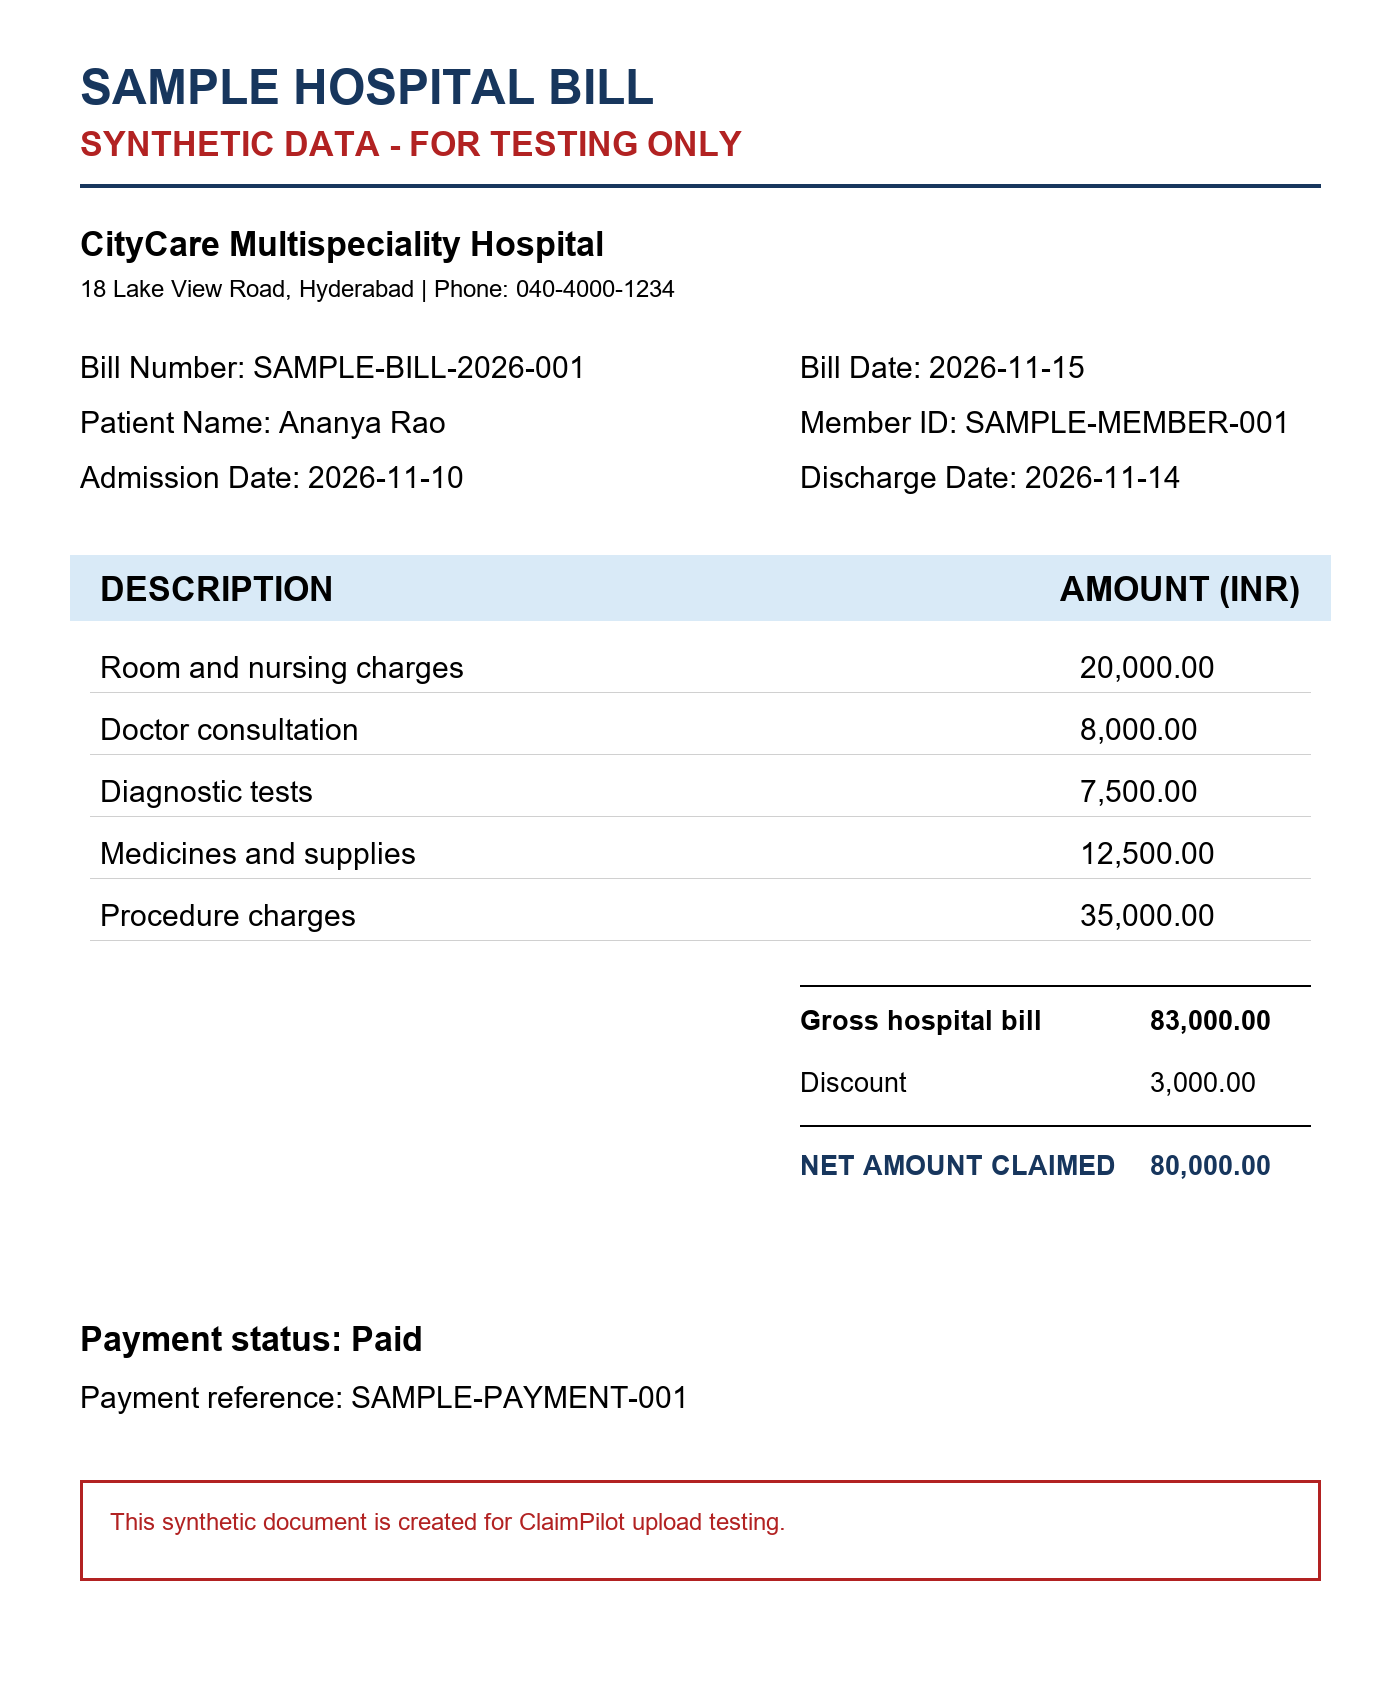 SAMPLE HOSPITAL BILL
SYNTHETIC DATA - FOR TESTING ONLY
CityCare Multispeciality Hospital
18 Lake View Road, Hyderabad | Phone: 040-4000-1234
Bill Number: SAMPLE-BILL-2026-001 Bill Date: 2026-11-15
Patient Name: Ananya Rao Member ID: SAMPLE-MEMBER-001
Admission Date: 2026-11-10 Discharge Date: 2026-11-14
DESCRIPTION AMOUNT (INR)
Room and nursing charges 20,000.00
Doctor consultation 8,000.00
Diagnostic tests 7,500.00
Medicines and supplies 12,500.00
Procedure charges 35,000.00
Gross hospital bill 83,000.00
Discount 3,000.00
NET AMOUNT CLAIMED 80,000.00
Payment status: Paid
Payment reference: SAMPLE-PAYMENT-001
This synthetic document is created for ClaimPilot upload testing.